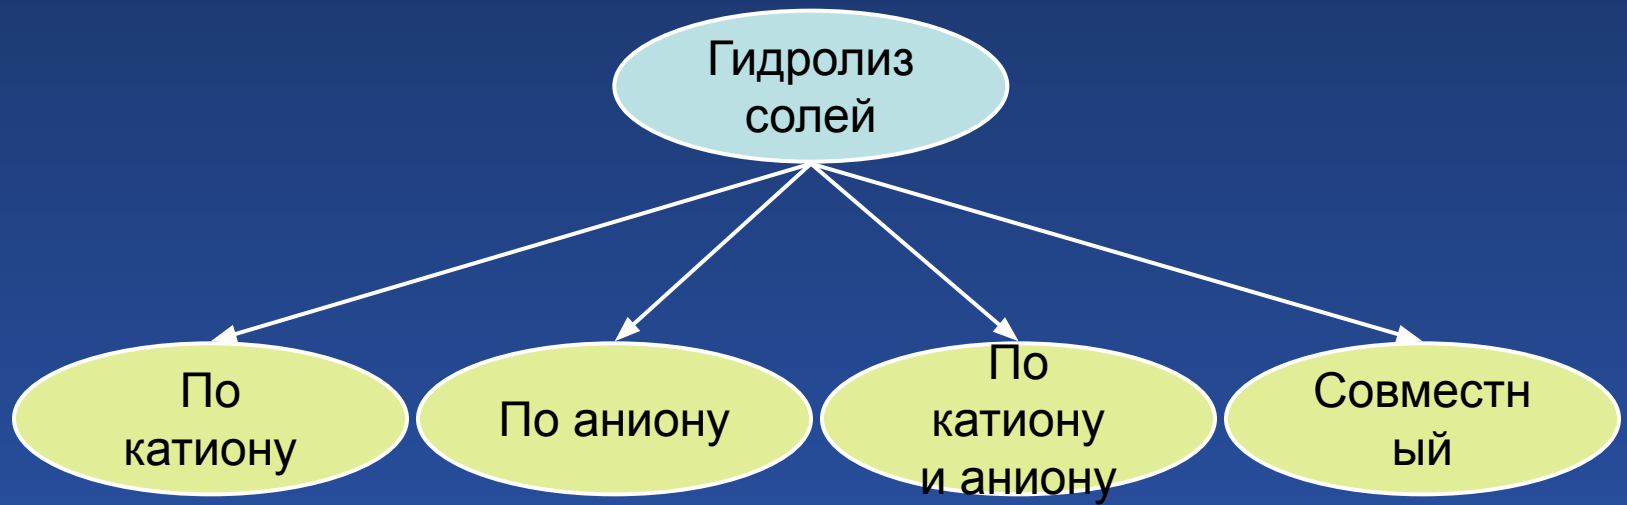 Гидролиз
солей
По
катиону
По аниону
По
катиону
и аниону
Совместн
ый